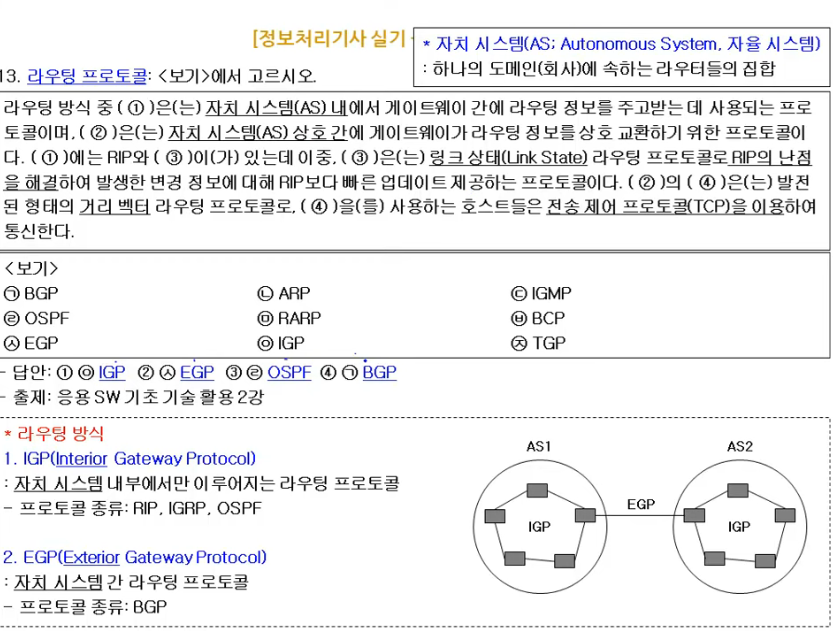 [정보처리기사 실기
* 자치 시스템(AS; Autonomous System, 자율 시스템)
: 하나의 도메인(회사)에 속하는 라우터들의 집합
13. 라우팅 프로토콜: <보기>에서 고르시오.
라우팅 방식 중 ( ① )은(는) 자치 시스템(AS) 내에서 게이트웨이 간에 라우팅 정보를 주고받는 데 사용되는 프로
토콜이며, ( ② )은(는) 자치 시스템(AS) 상호 간에 게이트웨이가 라우팅 정보를 상호 교환하기 위한 프로토콜이
다. ( ① )에는 RIP와 ( ③ )이(가) 있는데 이중, ( ③ )은(는) 링크 상태(Link State) 라우팅 프로토콜로 RIP의 난점
을 해결하여 발생한 변경 정보에 대해 RIP보다 빠른 업데이트 제공하는 프로토콜이다. ( ② )의 ( ④ )은(는) 발전
된 형태의 거리 벡터 라우팅 프로토콜로, ( ④ )을(를) 사용하는 호스트들은 전송 제어 프로토콜(TCP)을 이용하여
통신한다.
<보기>
㉠ BGP ㉡ ARP ㉢ IGMP
㉣ OSPF ㉤ RARP ㉥ BCP
㉦ EGP ㉧ IGP ㉨ TGP
- 답안: ① ㉧ IGP ② ㉦ EGP ③ ㉣ OSPF ④ ㉠ BGP
- 출제: 응용 SW 기초 기술 활용 2강
* 라우팅 방식
1. IGP(Interior Gateway Protocol)
: 자치 시스템 내부에서만 이루어지는 라우팅 프로토콜
- 프로토콜 종류: RIP, IGRP, OSPF
2. EGP(Exterior Gateway Protocol)
: 자치 시스템 간 라우팅 프로토콜
- 프로토콜 종류: BGP
AS1 AS2
EGP
IGP IGP